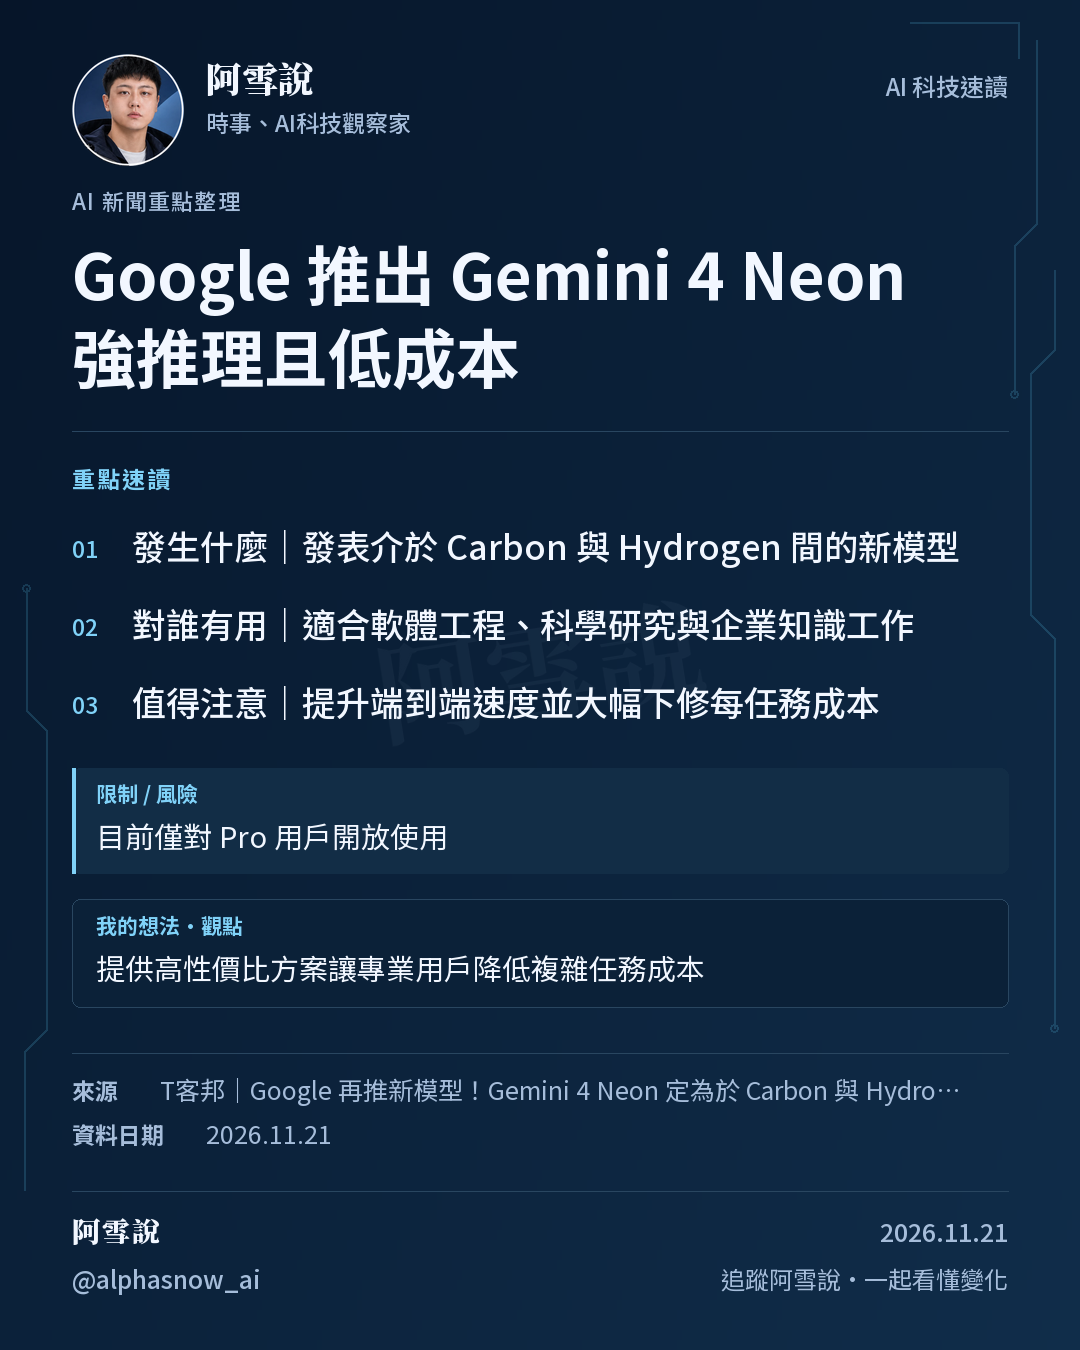 阿雪說
時事、AI科技觀察家
AI 科技速讀
AI 新聞重點整理
Google 推出 Gemini 4 Neon
強推理且低成本
重點速讀
01 發生什麼｜發表介於 Carbon 與 Hydrogen 間的新模型
02 對誰有用｜適合軟體工程、科學研究與企業知識工作
03 值得注意｜提升端到端速度並大幅下修每任務成本
阿雪說
限制 / 風險
目前僅對 Pro 用戶開放使用
我的想法・觀點
提供高性價比方案讓專業用戶降低複雜任務成本
來源 T客邦｜Google 再推新模型！Gemini 4 Neon 定為於 Carbon 與 Hydro…
資料日期 2026.11.21
阿雪說
2026.11.21
@alphasnow_ai
追蹤阿雪說・一起看懂變化